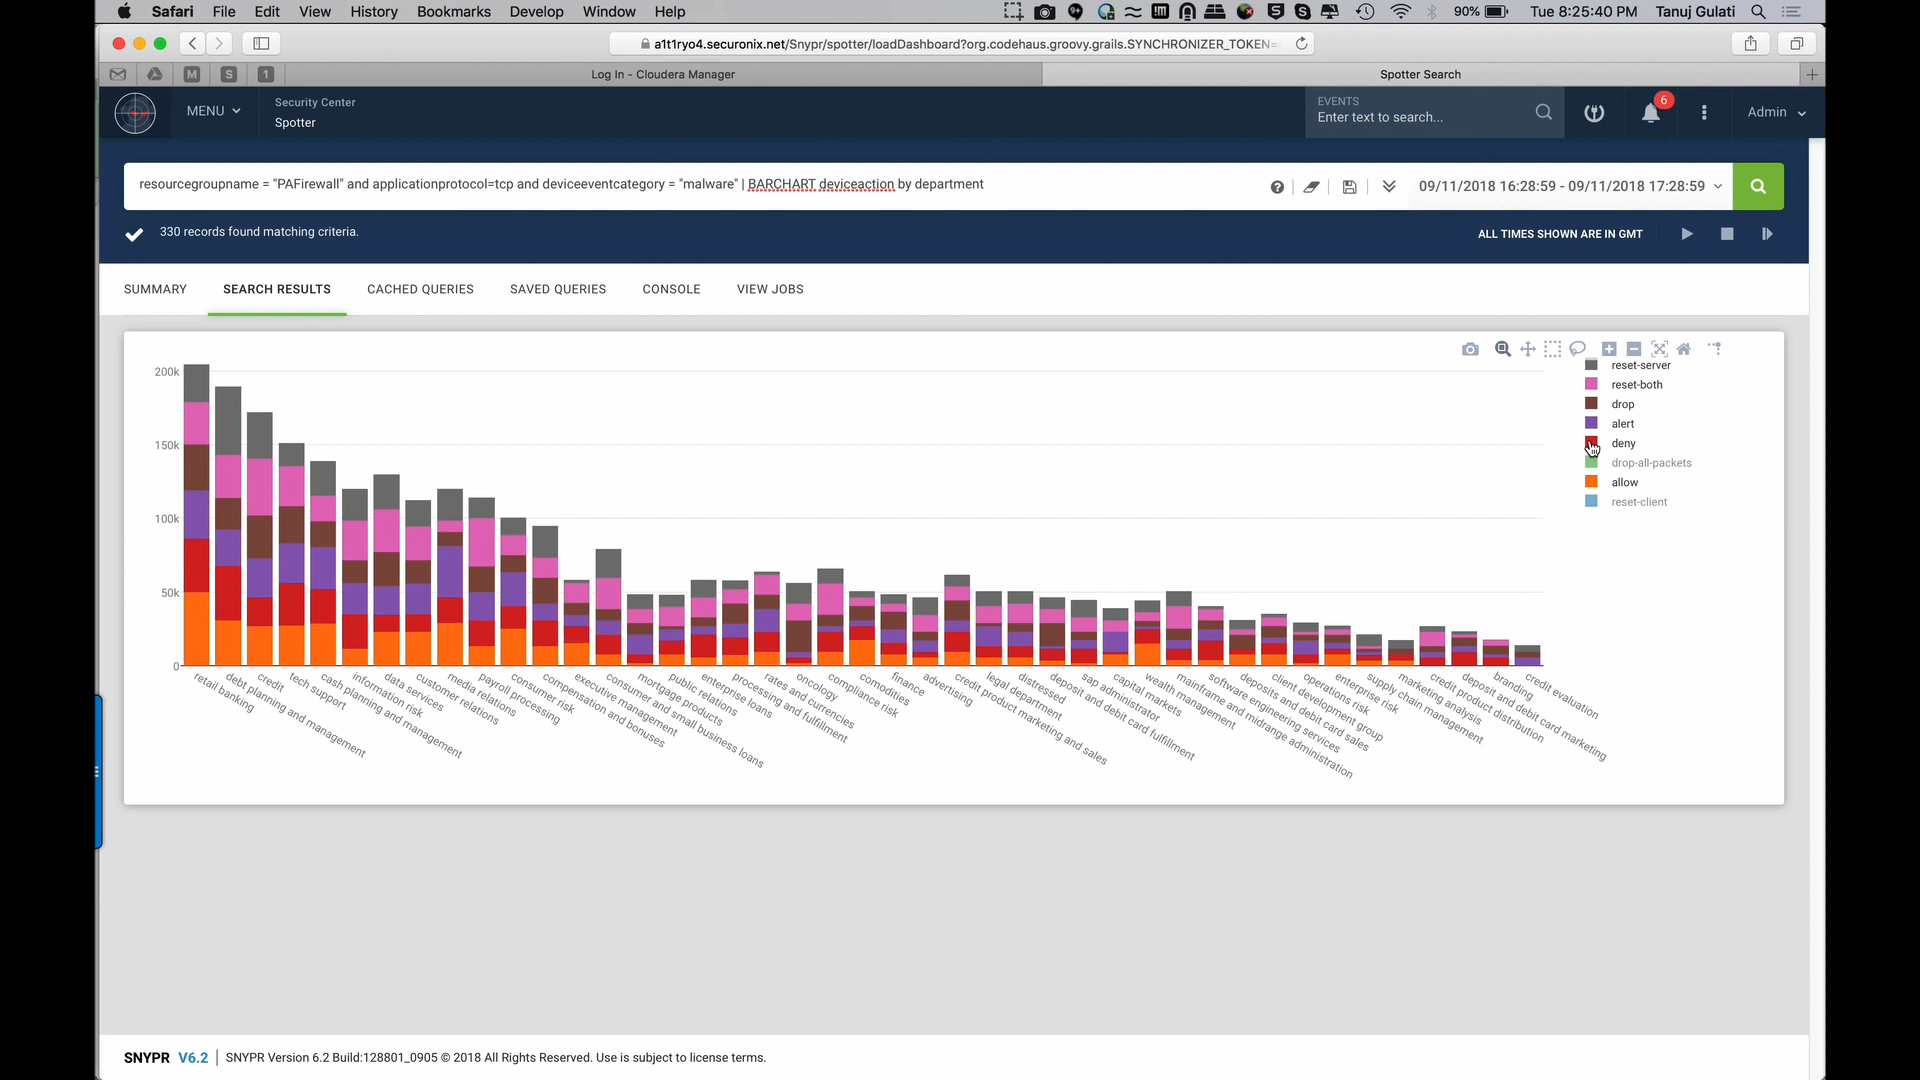 Safari File Edit View History Bookmarks Develop Window Help 90% Tue 8:25:40 PM Tanuj Gulati
a1t1ryo4.securonix.net/Snypr/spotter/loadDashboard?org.codehaus.groovy.grails.SYNCHRONIZER_TOKEN=
M S 1 Log In - Cloudera Manager Spotter Search
MENU
Security Center
Spotter
EVENTS
Enter text to search...
6
Admin
resourcegroupname = "PAFirewall" and applicationprotocol=tcp and deviceeventcategory = "malware" | BARCHART deviceaction by department
09/11/2018 16:28:59 - 09/11/2018 17:28:59
330 records found matching criteria.
ALL TIMES SHOWN ARE IN GMT
SUMMARY SEARCH RESULTS CACHED QUERIES SAVED QUERIES CONSOLE VIEW JOBS
200k
150k
100k
50k
0
reset-server
reset-both
drop
alert
deny
drop-all-packets
allow
reset-client
retail banking
debt planning and management
credit
tech support
cash planning and management
information risk
data services
customer relations
media relations
payroll processing
consumer risk
compensation and bonuses
executive management
consumer and small business loans
mortgage products
public relations
enterprise loans
processing and fulfillment
rates and currencies
oncology
compliance risk
comodities
finance
advertising
credit product marketing and sales
legal department
distressed
deposit and debit card fulfillment
sap administrator
capital markets
wealth management
mainframe and midrange administration
software engineering services
deposits and debit card sales
client development group
operations risk
enterprise risk
supply chain management
marketing analysis
credit product distribution
deposit and debit card marketing
branding
credit evaluation
SNYPR V6.2 | SNYPR Version 6.2 Build:128801_0905 © 2018 All Rights Reserved. Use is subject to license terms.